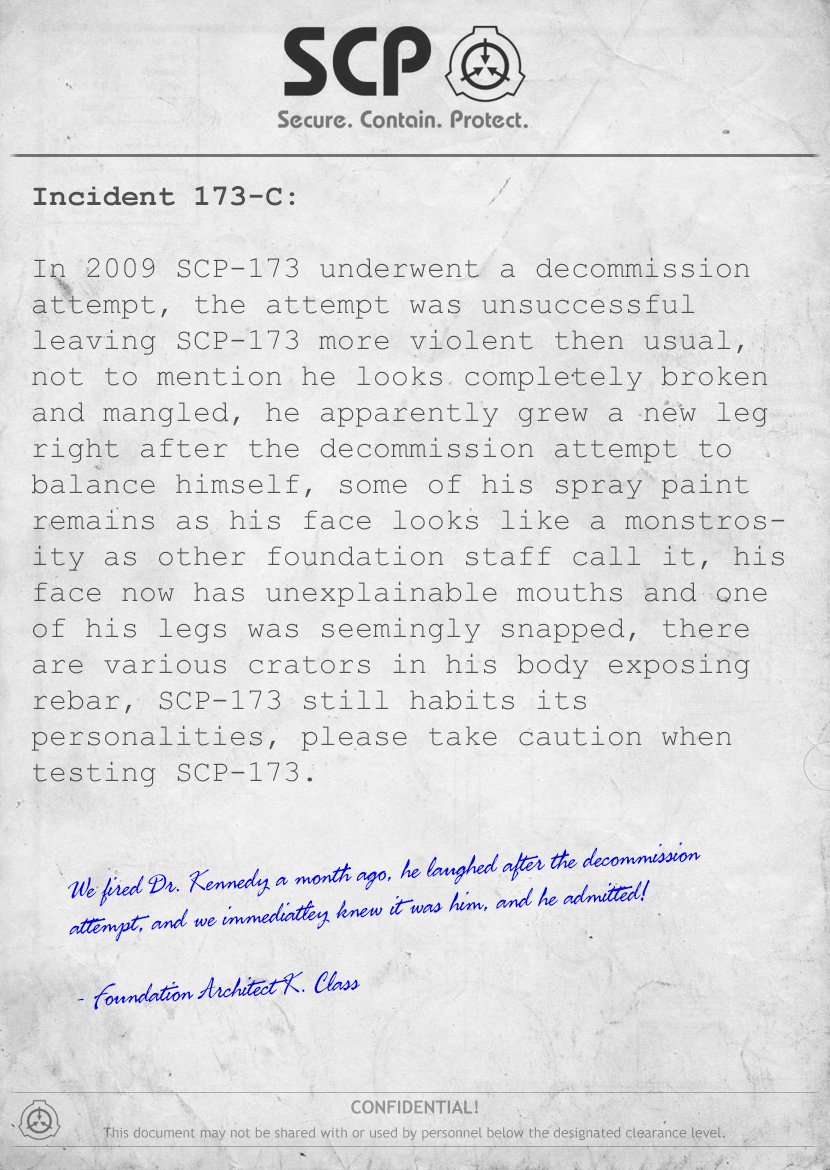 SCP
Secure. Contain. Protect.
Incident 173-C:
In 2009 SCP-173 underwent a decommission
attempt, the attempt was unsuccessful
leaving SCP-173 more violent then usual,
not to mention he looks completely broken
and mangled, he apparently grew a new leg
right after the decommission attempt to
balance himself, some of his spray paint
remains as his face looks like a monstros-
ity as other foundation staff call it, his
face now has unexplainable mouths and one
of his legs was seemingly snapped, there
are various crators in his body exposing
rebar, SCP-173 still habits its
personalities, please take caution when
testing SCP-173.
We fired Dr. Kennedy a month ago, he laughed after the decommission
attempt, and we immediatley knew it was him, and he admitted!
- Foundation Architect K. Class
CONFIDENTIAL!
This document may not be shared with or used by personnel below the designated clearance level.